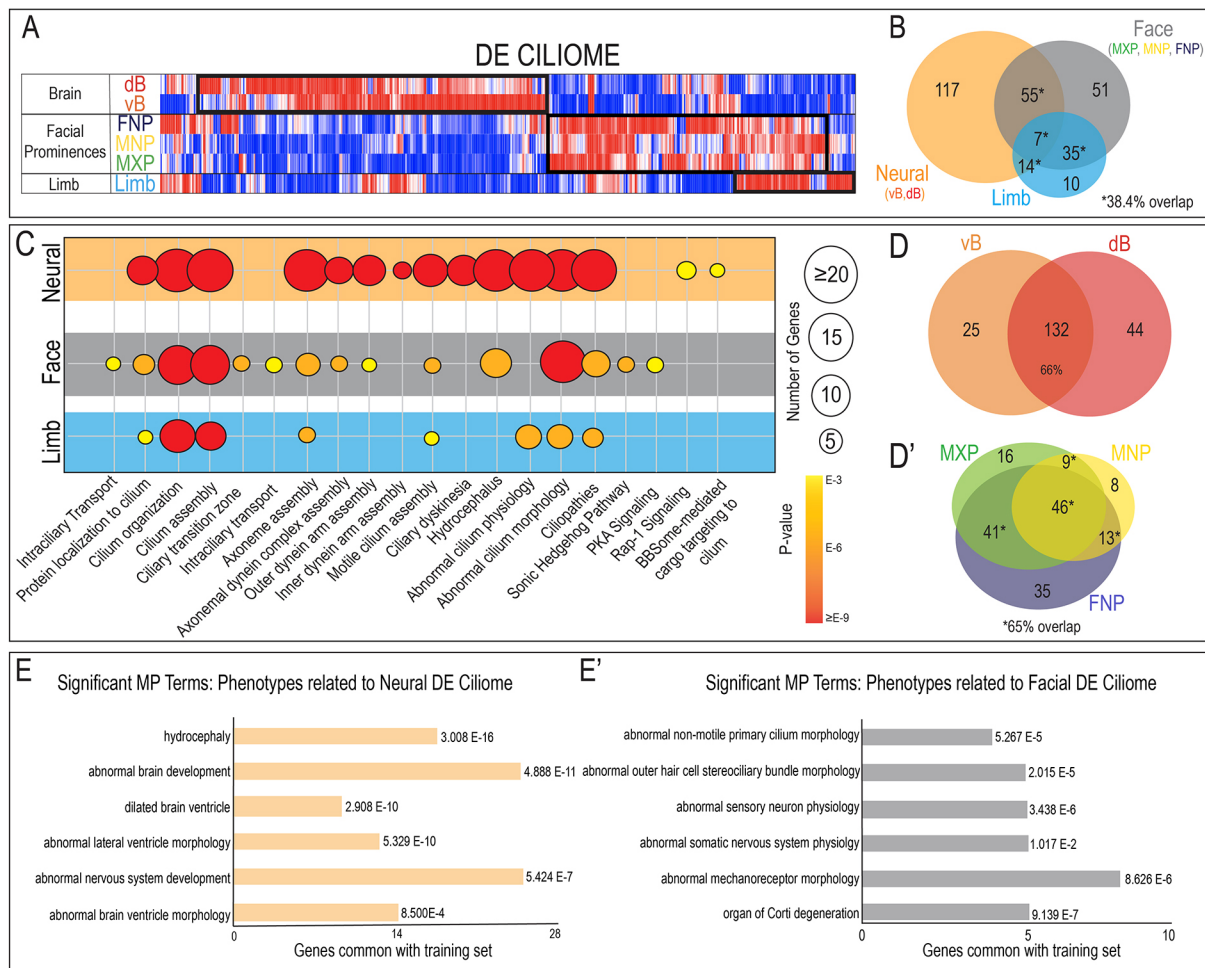 A
DE CILIOME
Brain
dB
vB
Facial
Prominences
FNP
MNP
MXP
Limb
Limb
B
Face
(MXP, MNP, FNP)
117
55*
51
7*
35*
14*
10
Neural
(vB,dB)
Limb
*38.4% overlap
C
Neural
Face
Limb
Number of Genes
≥20
15
10
5
P-value
E-3
E-6
≥E-9
Intraciliary Transport
Protein localization to cilium
Cilium organization
Cilium assembly
Ciliary transition zone
Intraciliary transport
Axoneme assembly
Axonemal dynein complex assembly
Outer dynein arm assembly
Inner dynein arm assembly
Motile cilium assembly
Ciliary dyskinesia
Hydrocephalus
Abnormal cilium physiology
Abnormal cilium morphology
Ciliopathies
Sonic Hedgehog Pathway
PKA Signaling
Rap-1 Signaling
BBSome-mediated
cargo targeting to
cilium
D
vB
dB
25
132
44
66%
D'
MXP
MNP
16
9*
8
46*
41*
13*
35
FNP
*65% overlap
E
Significant MP Terms: Phenotypes related to Neural DE Ciliome
hydrocephaly
3.008 E-16
abnormal brain development
4.888 E-11
dilated brain ventricle
2.908 E-10
abnormal lateral ventricle morphology
5.329 E-10
abnormal nervous system development
5.424 E-7
abnormal brain ventricle morphology
8.500E-4
0
14
28
Genes common with training set
E'
Significant MP Terms: Phenotypes related to Facial DE Ciliome
abnormal non-motile primary cilium morphology
5.267 E-5
abnormal outer hair cell stereociliary bundle morphology
2.015 E-5
abnormal sensory neuron physiology
3.438 E-6
abnormal somatic nervous system physiolgy
1.017 E-2
abnormal mechanoreceptor morphology
8.626 E-6
organ of Corti degeneration
9.139 E-7
0
5
10
Genes common with training set